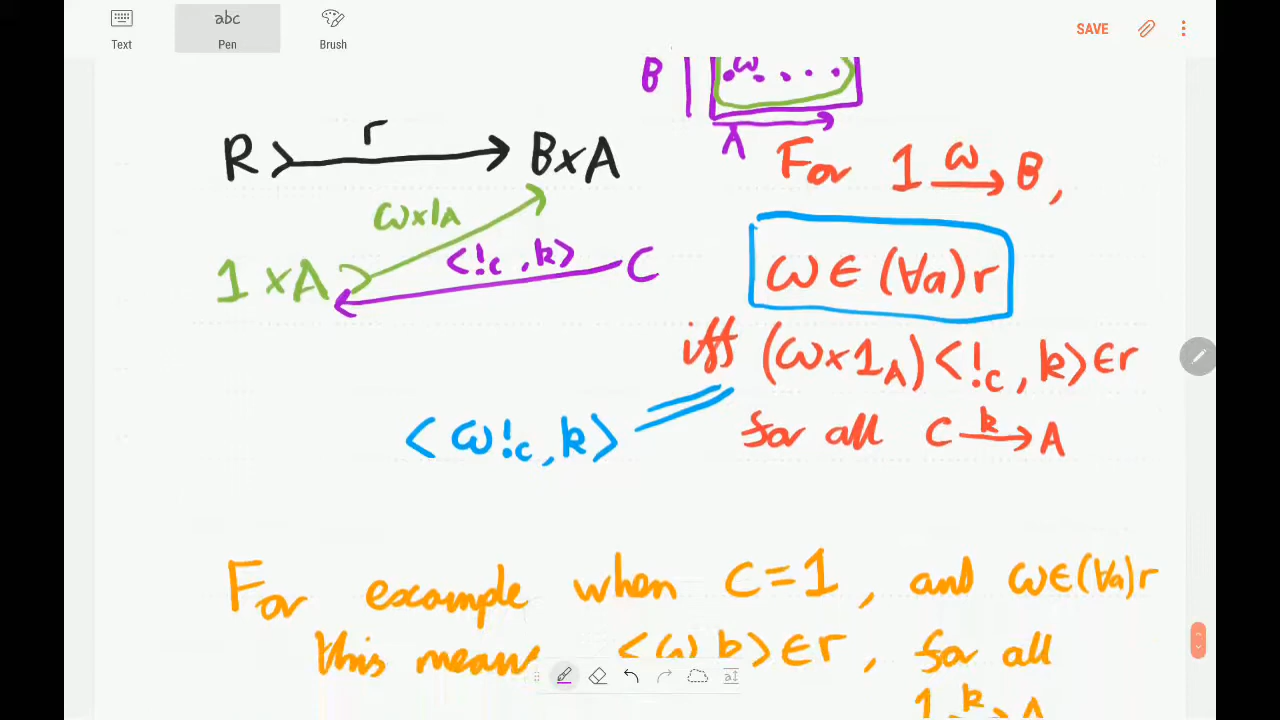 Text
abc
Pen
Brush
SAVE
B
ω
A
R
r
B×A
ω×1A
<!c, k>
1×A
C
For 1 ω B,
ω∈(∀a)r
iff (ω×1A)<!c, k>∈r
for all C k A
<ω!c, k>
For example when C=1, and ω∈(∀a)r
this means <ω k>∈r, for all
1 k A